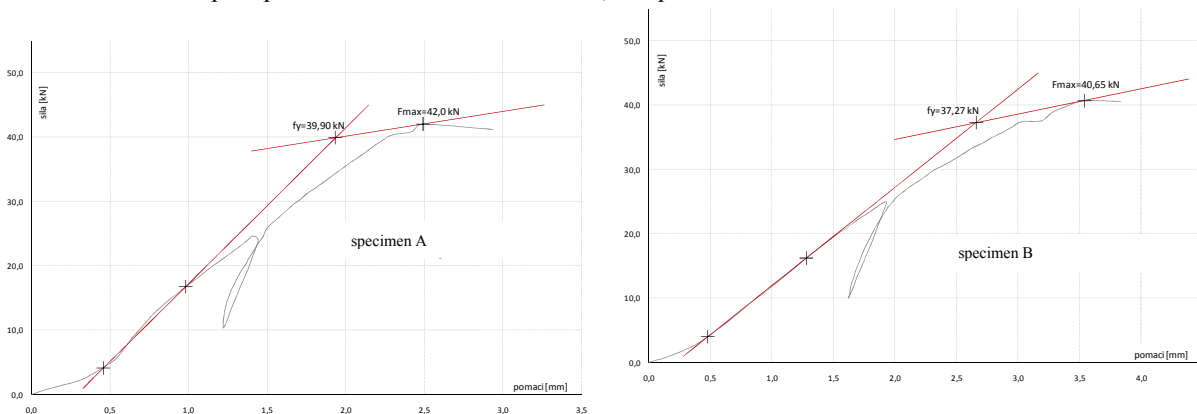 50,0
40,0
30,0
20,0
10,0
0,0
sila [kN]
fy=39,90 kN
Fmax=42,0 kN
specimen A
pomaci [mm]
0,0 0,5 1,0 1,5 2,0 2,5 3,0 3,5
50,0
40,0
30,0
20,0
10,0
0,0
sila [kN]
fy=37,27 kN
Fmax=40,65 kN
specimen B
pomaci [mm]
0,0 0,5 1,0 1,5 2,0 2,5 3,0 3,5 4,0